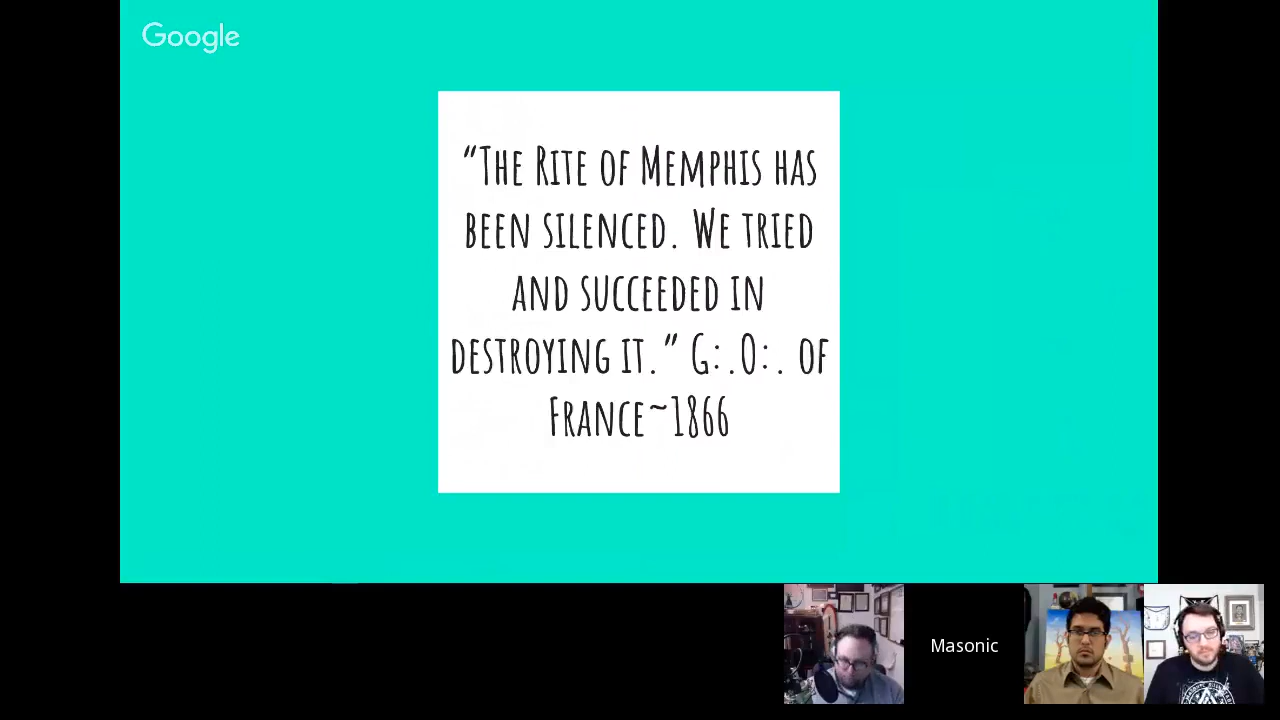 Google
“The Rite of Memphis has
been silenced. We tried
and succeeded in
destroying it.” G:.O:. of
France~1866
Masonic